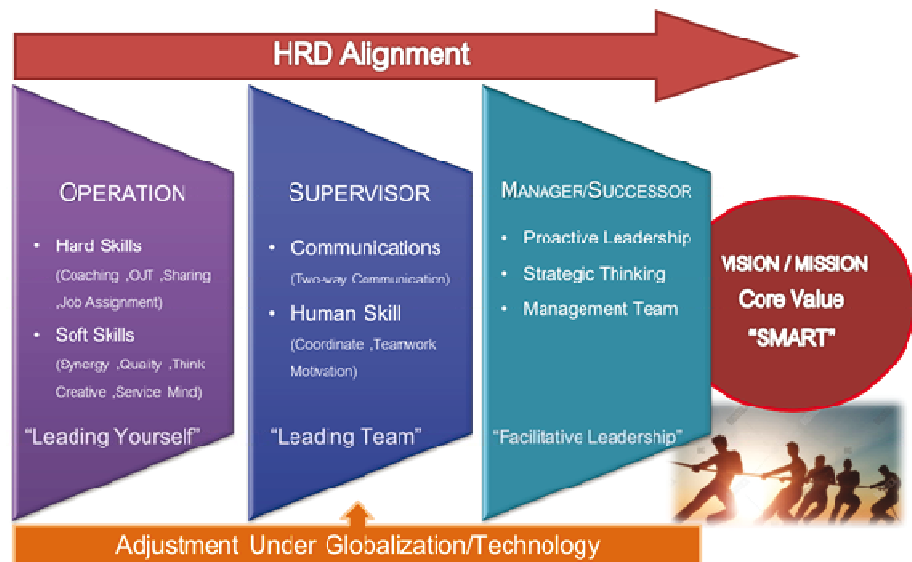 HRD Alignment
OPERATION
• Hard Skills
(Coaching ,OJT ,Sharing
,Job Assignment)
• Soft Skills
(Synergy ,Quality ,Think
Creative ,Service Mind)
"Leading Yourself"
SUPERVISOR
• Communications
(Two-way Communication)
• Human Skill
(Coordinate ,Teamwork
Motivation)
"Leading Team"
MANAGER/SUCCESSOR
• Proactive Leadership
• Strategic Thinking
• Management Team
"Facilitative Leadership"
VISION / MISSION
Core Value
"SMART"
Adjustment Under Globalization/Technology